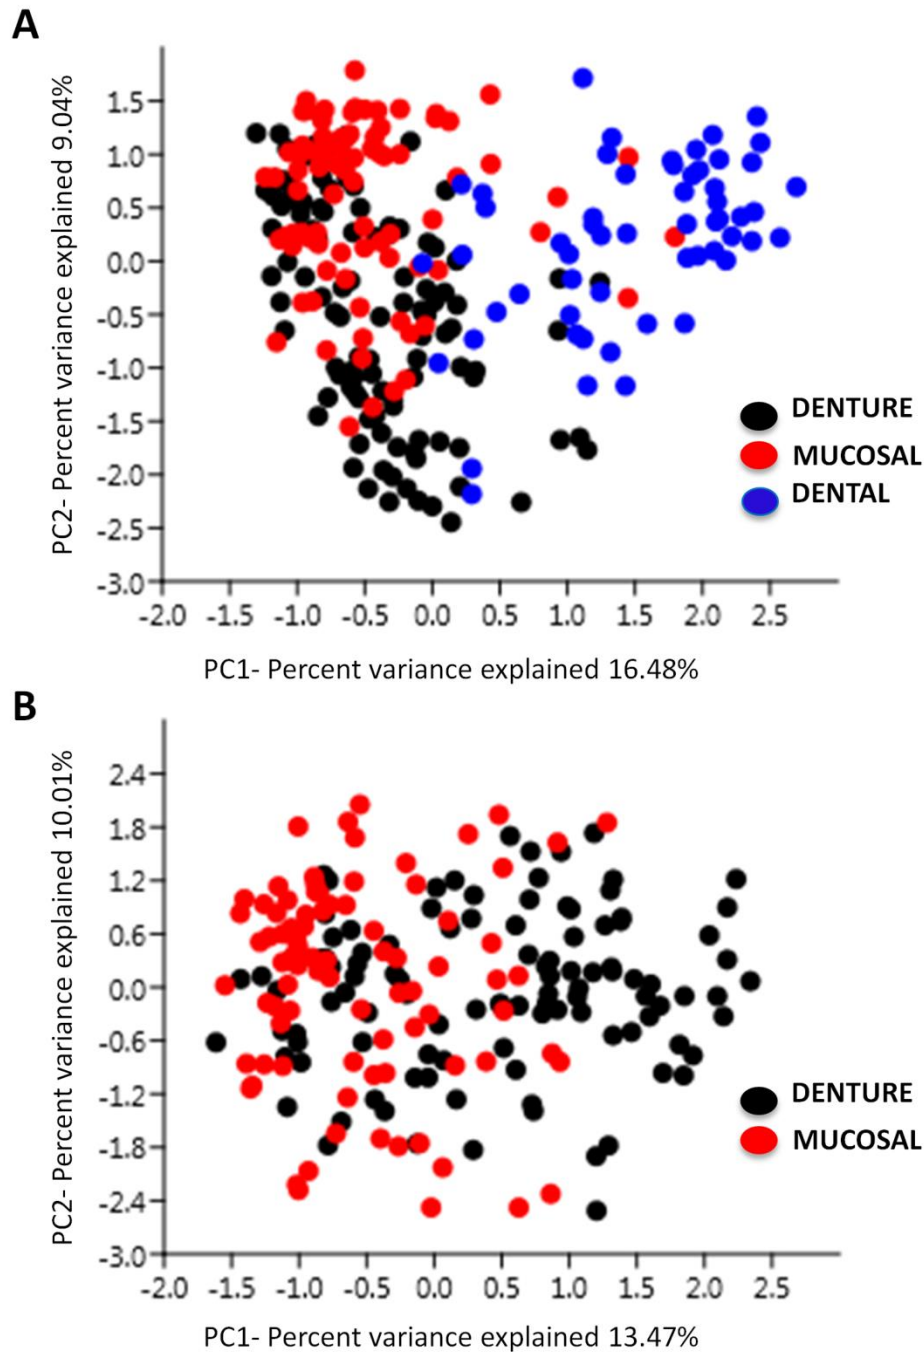 A
PC2- Percent variance explained 9.04%
1.5
1.0
0.5
0.0
-0.5
-1.0
-1.5
-2.0
-2.5
-3.0
DENTURE
MUCOSAL
DENTAL
-2.0 -1.5 -1.0 -0.5 0.0 0.5 1.0 1.5 2.0 2.5
PC1- Percent variance explained 16.48%
B
PC2- Percent variance explained 10.01%
2.4
1.8
1.2
0.6
0.0
-0.6
-1.2
-1.8
-2.4
-3.0
DENTURE
MUCOSAL
-2.0 -1.5 -1.0 -0.5 0.0 0.5 1.0 1.5 2.0 2.5
PC1- Percent variance explained 13.47%